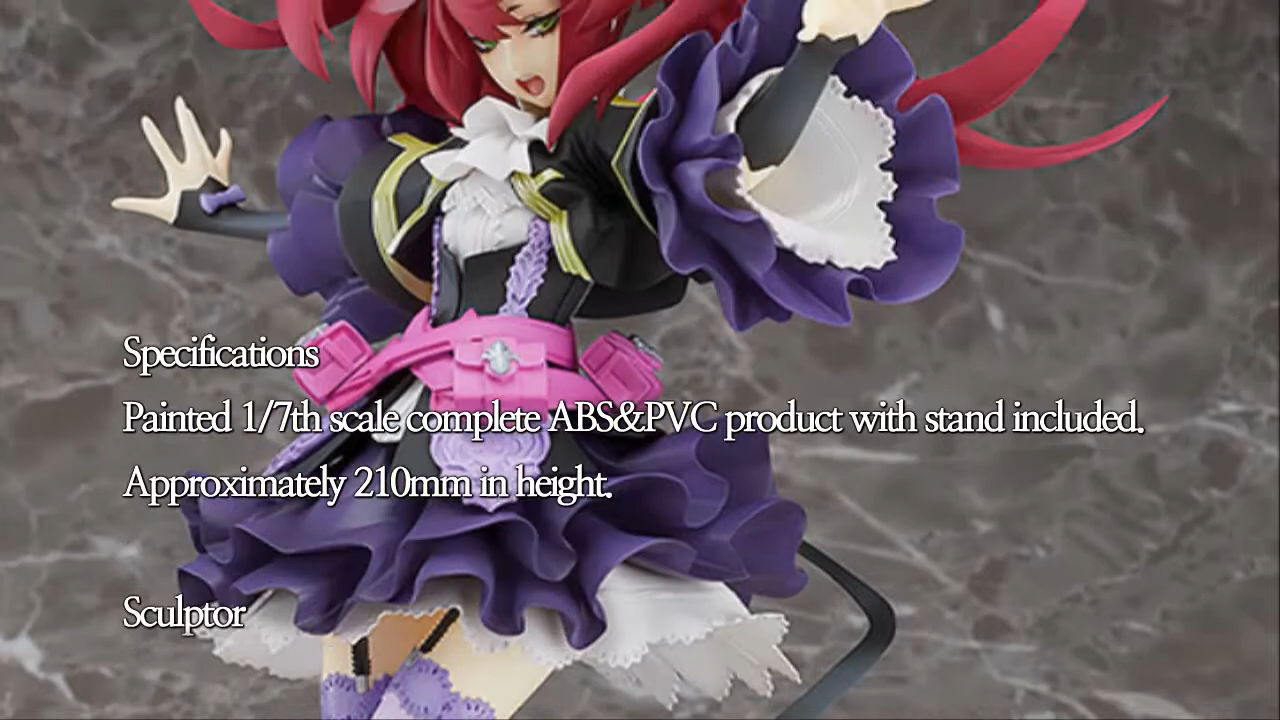 Specifications
Painted 1/7th scale complete ABS&PVC product with stand included.
Approximately 210mm in height.
Sculptor